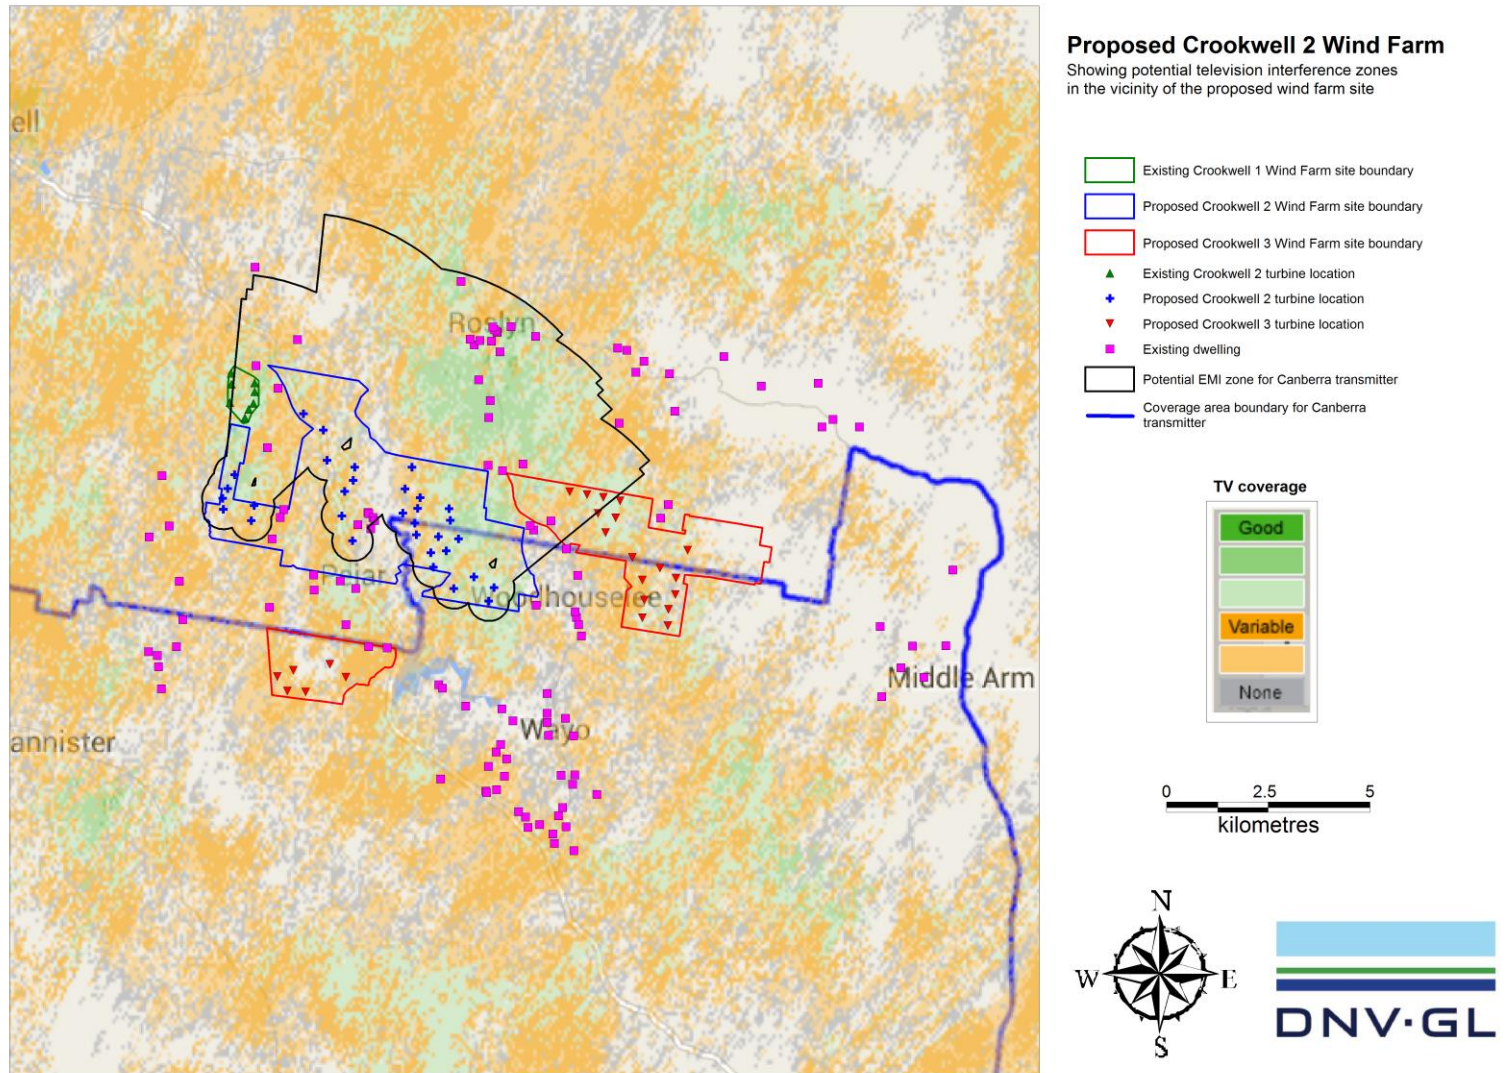 Proposed Crookwell 2 Wind Farm
Showing potential television interference zones
in the vicinity of the proposed wind farm site
Existing Crookwell 1 Wind Farm site boundary
Proposed Crookwell 2 Wind Farm site boundary
Proposed Crookwell 3 Wind Farm site boundary
Existing Crookwell 2 turbine location
Proposed Crookwell 2 turbine location
Proposed Crookwell 3 turbine location
Existing dwelling
Potential EMI zone for Canberra transmitter
Coverage area boundary for Canberra
transmitter
TV coverage
Good
Variable
None
0 2.5 5
kilometres
N
W E
S
DNV·GL
ell
Roslyn
Pejar
Woodhouselee
Middle Arm
Wayo
annister